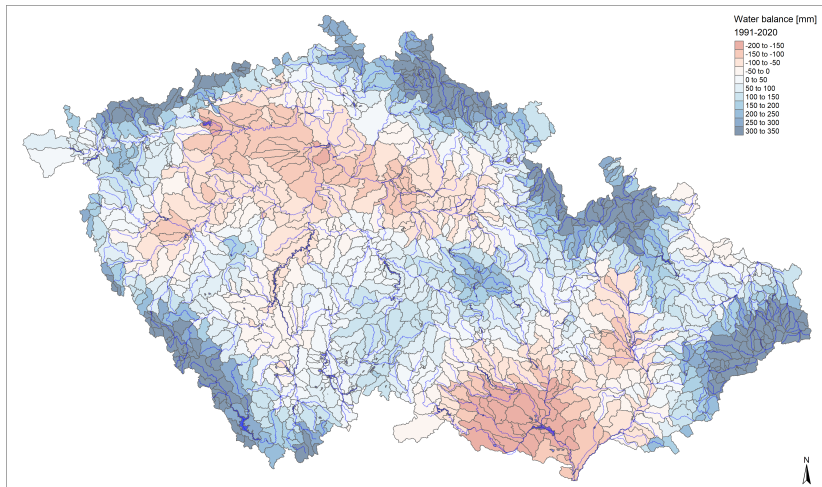 Water balance [mm]
1991-2020
-200 to -150
-150 to -100
-100 to -50
-50 to 0
0 to 50
50 to 100
100 to 150
150 to 200
200 to 250
250 to 300
300 to 350
N